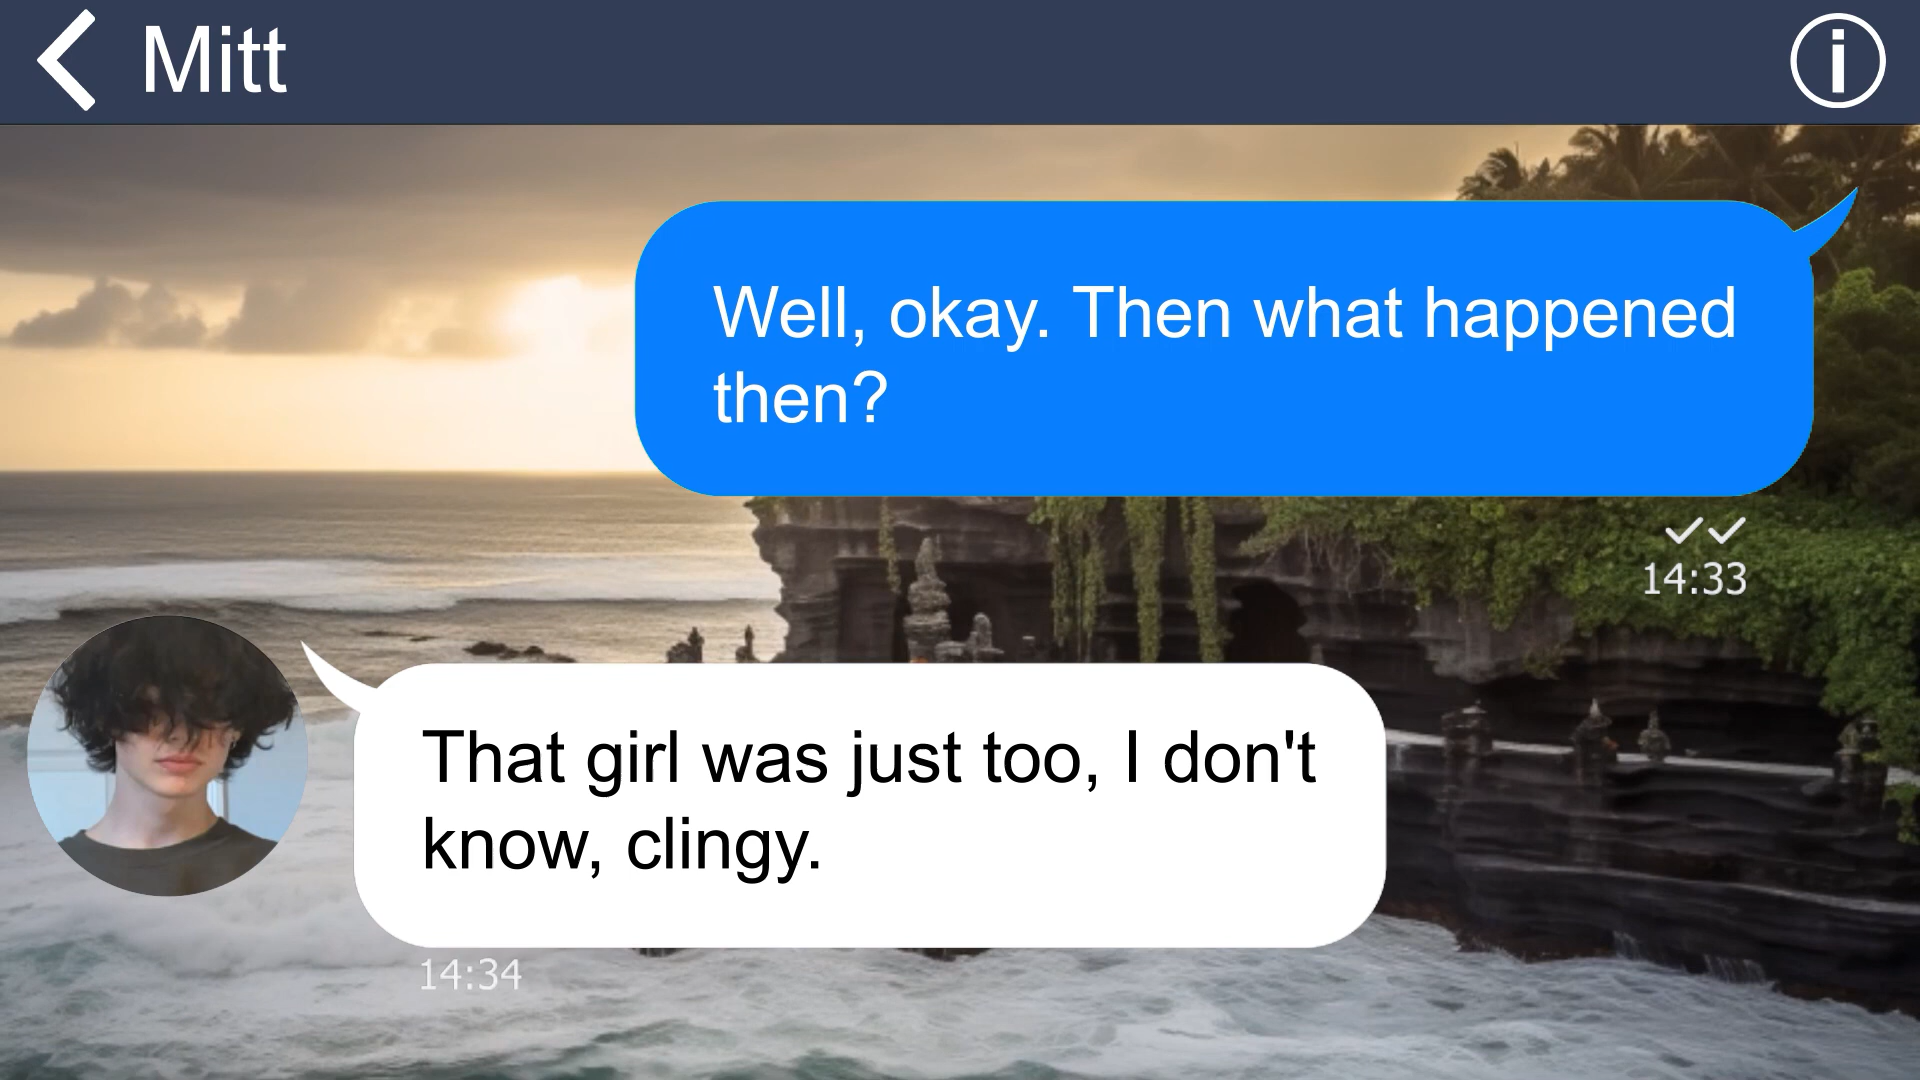 Mitt
Well, okay. Then what happened
then?
14:33
That girl was just too, I don't
know, clingy.
14:34